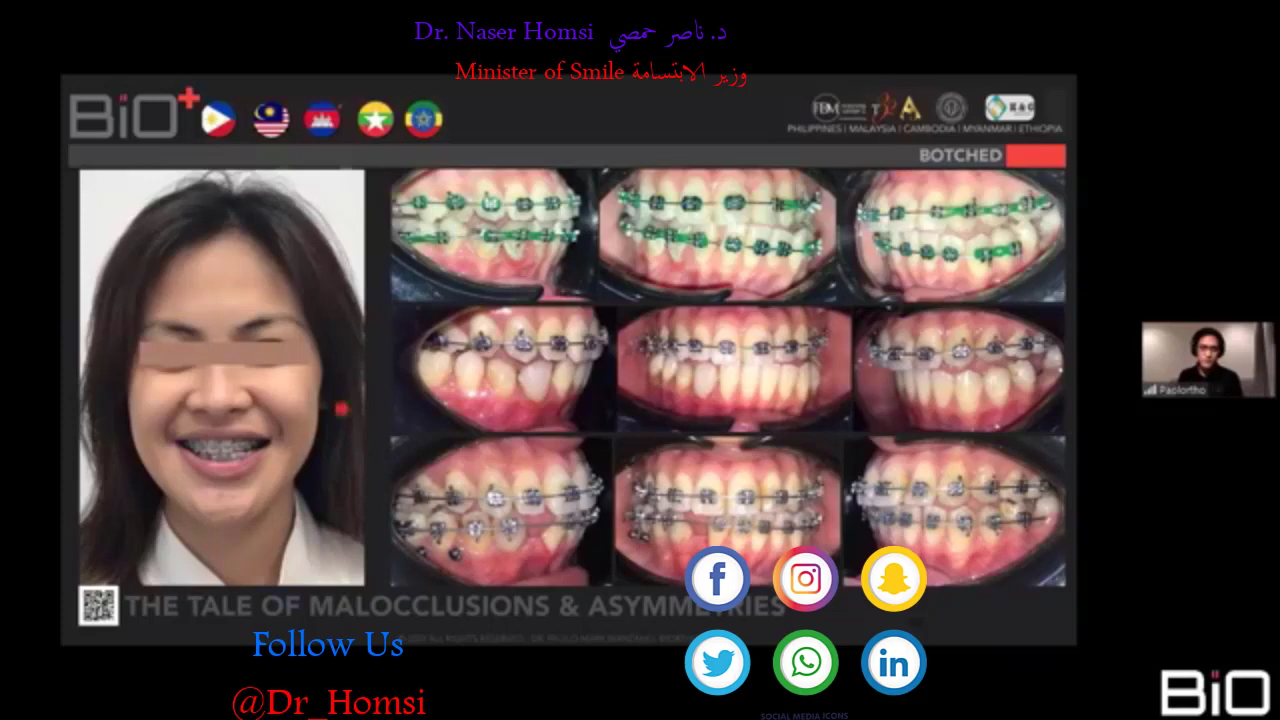 Dr. Naser Homsi د. ناصر حمصي
Minister of Smile وزير الابتسامة
BiO+
PHILIPPINES | MALAYSIA | CAMBODIA | MYANMAR | ETHIOPIA
BOTCHED
Paolortho
THE TALE OF MALOCCLUSIONS & ASYMMETRIES
Follow Us
@Dr_Homsi
SOCIAL MEDIA ICONS
BiO